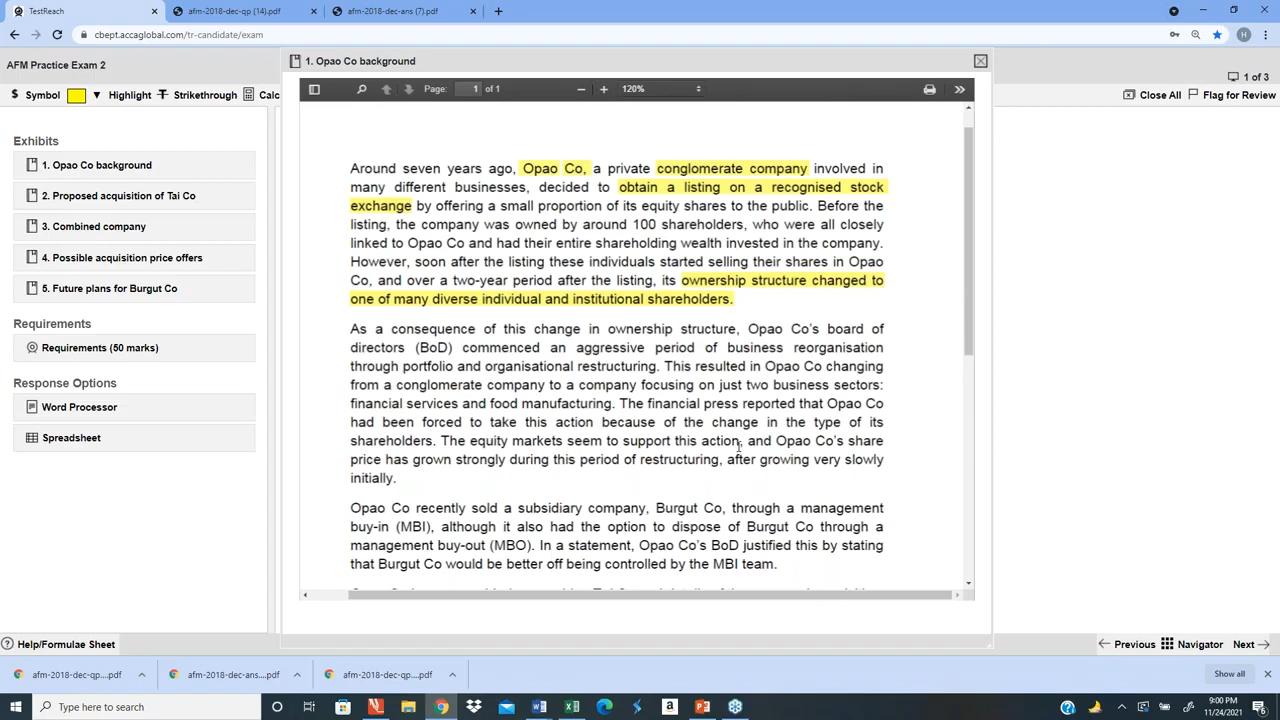 TestReach
afm-2018-dec-qp (14).pdf
afm-2018-dec-ans (7).pdf
cbept.accaglobal.com/tr-candidate/exam
H
AFM Practice Exam 2
1. Opao Co background
1 of 3
$ Symbol
Highlight
Strikethrough
Calc
Page: 1 of 1
120%
Close All
Flag for Review
Exhibits
1. Opao Co background
2. Proposed acquisition of Tai Co
3. Combined company
4. Possible acquisition price offers
5. Future plans for Burgut Co
Requirements
Requirements (50 marks)
Response Options
Word Processor
Spreadsheet
Around seven years ago, Opao Co, a private conglomerate company involved in
many different businesses, decided to obtain a listing on a recognised stock
exchange by offering a small proportion of its equity shares to the public. Before the
listing, the company was owned by around 100 shareholders, who were all closely
linked to Opao Co and had their entire shareholding wealth invested in the company.
However, soon after the listing these individuals started selling their shares in Opao
Co, and over a two-year period after the listing, its ownership structure changed to
one of many diverse individual and institutional shareholders.
As a consequence of this change in ownership structure, Opao Co's board of
directors (BoD) commenced an aggressive period of business reorganisation
through portfolio and organisational restructuring. This resulted in Opao Co changing
from a conglomerate company to a company focusing on just two business sectors:
financial services and food manufacturing. The financial press reported that Opao Co
had been forced to take this action because of the change in the type of its
shareholders. The equity markets seem to support this action, and Opao Co's share
price has grown strongly during this period of restructuring, after growing very slowly
initially.
Opao Co recently sold a subsidiary company, Burgut Co, through a management
buy-in (MBI), although it also had the option to dispose of Burgut Co through a
management buy-out (MBO). In a statement, Opao Co's BoD justified this by stating
that Burgut Co would be better off being controlled by the MBI team.
Help/Formulae Sheet
Previous
Navigator
Next
afm-2018-dec-qp....pdf
afm-2018-dec-ans....pdf
afm-2018-dec-qp....pdf
Show all
Type here to search
9:00 PM
11/24/2021